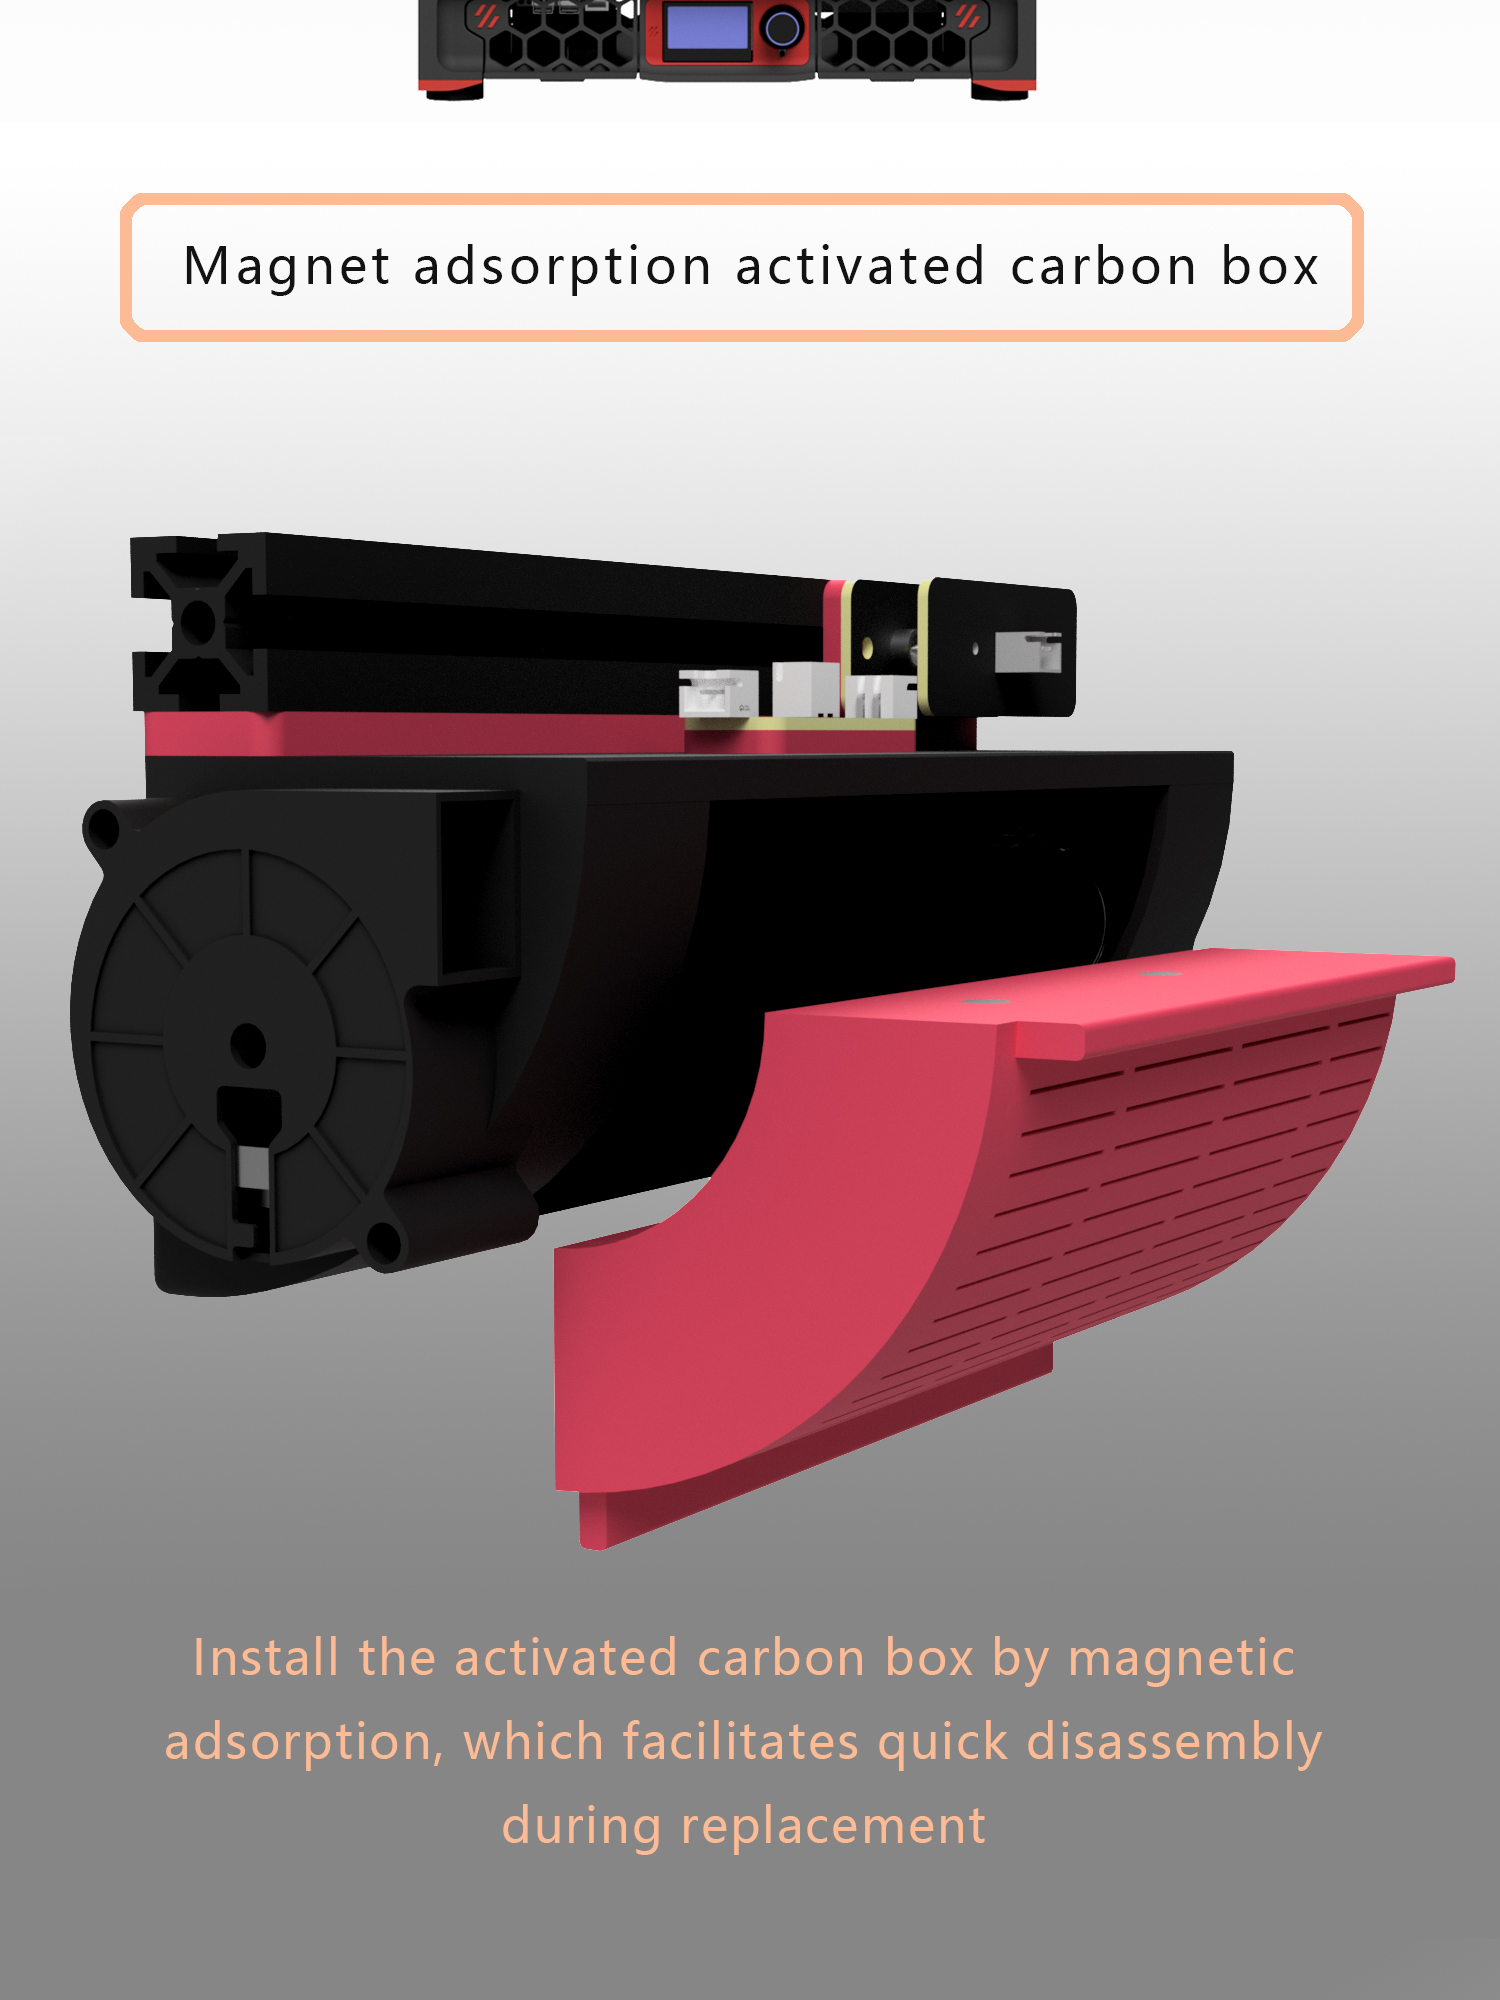 Magnet adsorption activated carbon box
Install the activated carbon box by magnetic
adsorption, which facilitates quick disassembly
during replacement